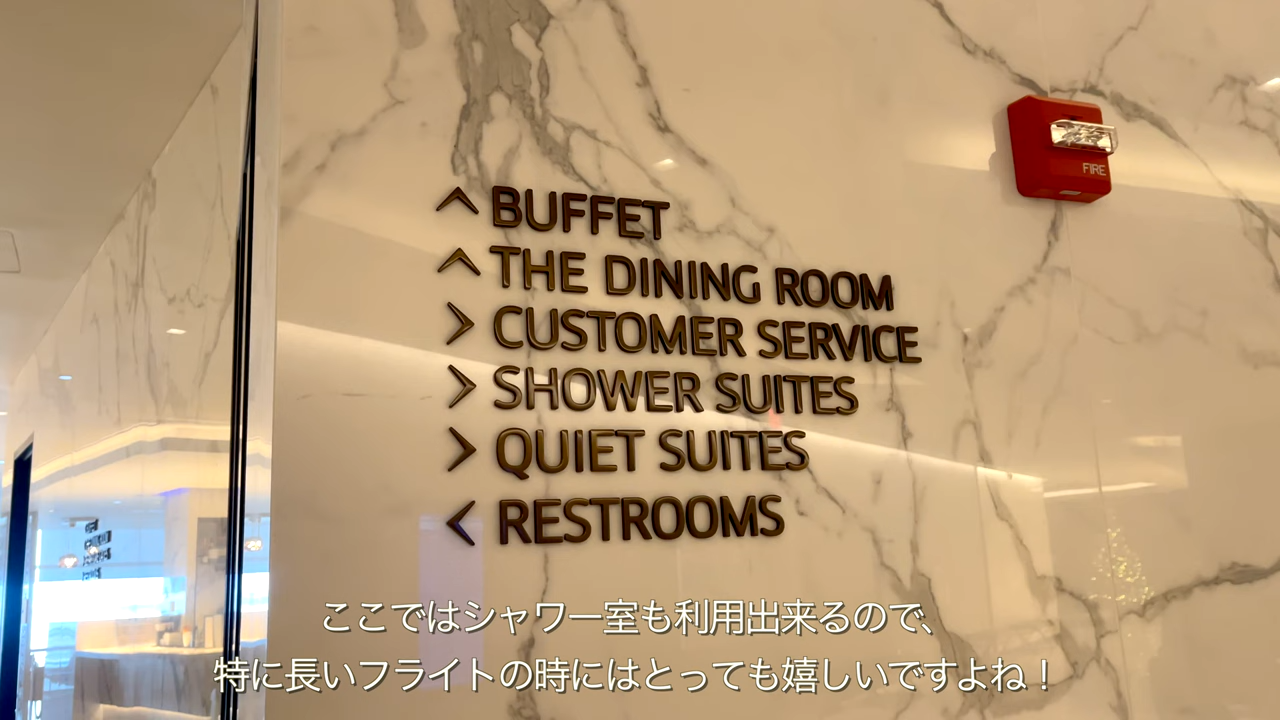 FIRE
^ BUFFET
^ THE DINING ROOM
> CUSTOMER SERVICE
> SHOWER SUITES
> QUIET SUITES
< RESTROOMS
ここではシャワー室も利用出来るので、
特に長いフライトの時にはとっても嬉しいですよね！